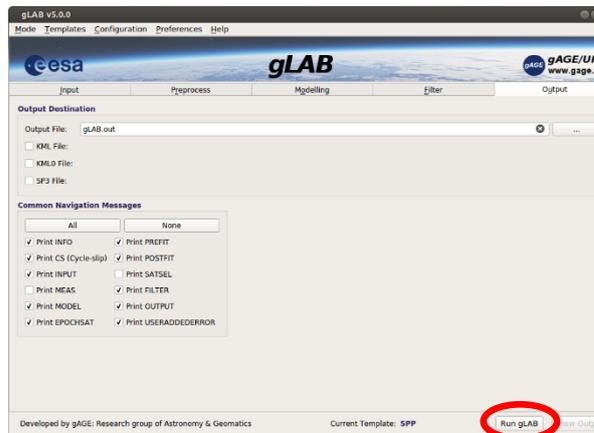 gLAB v5.0.0
Mode Templates Configuration Preferences Help
esa
gLAB
gAGE
gAGE/U
www.gage.
Input Preprocess Modelling Filter Output
Output Destination
Output File: gLAB.out ...
KML File:
KML0 File:
SP3 File:
Common Navigation Messages
All None
Print INFO Print PREFIT
Print CS (Cycle-slip) Print POSTFIT
Print INPUT Print SATSEL
Print MEAS Print FILTER
Print MODEL Print OUTPUT
Print EPOCHSAT Print USERADDEDERROR
Developed by gAGE: Research group of Astronomy & Geomatics Current Template: SPP Run gLAB